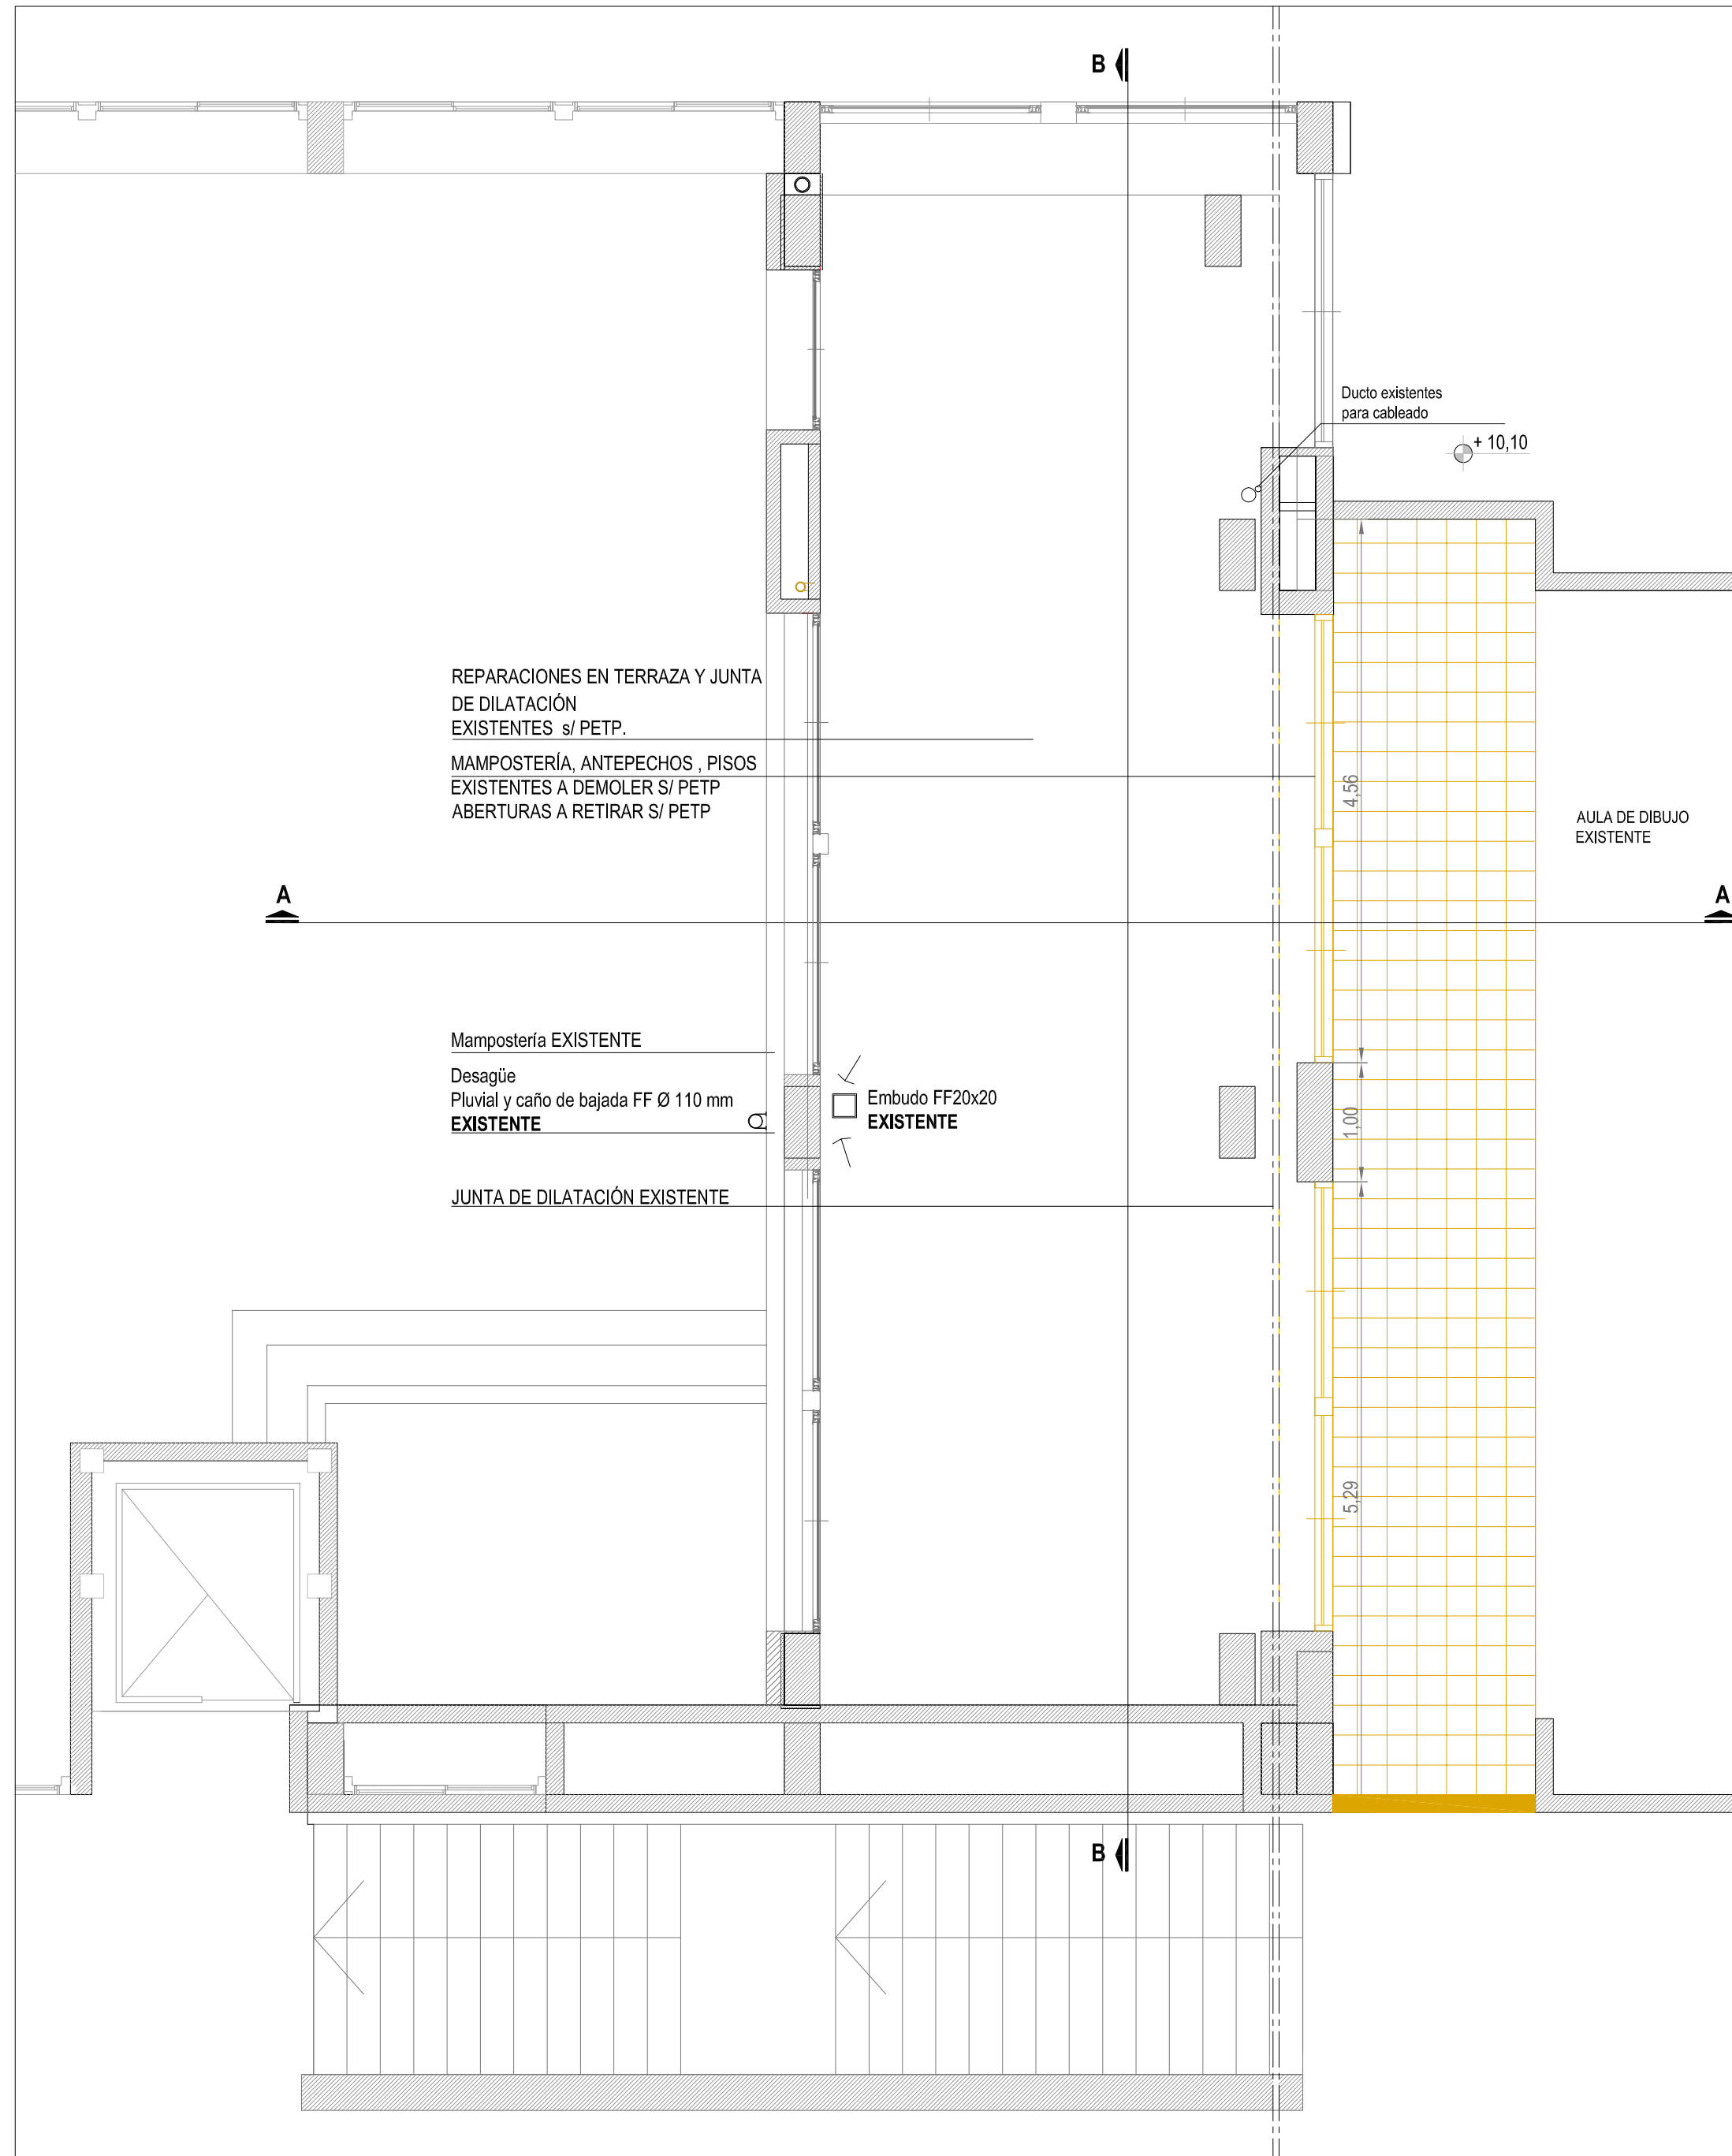 B
Ducto existentes
para cableado
+ 10,10
REPARACIONES EN TERRAZA Y JUNTA
DE DILATACIÓN
EXISTENTES s/ PETP.
MAMPOSTERÍA, ANTEPECHOS , PISOS
EXISTENTES A DEMOLER S/ PETP
ABERTURAS A RETIRAR S/ PETP
4,56
AULA DE DIBUJO
EXISTENTE
A
A
Mampostería EXISTENTE
Desagüe
Pluvial y caño de bajada FF Ø 110 mm
EXISTENTE
Embudo FF20x20
EXISTENTE
1,00
JUNTA DE DILATACIÓN EXISTENTE
5,29
B